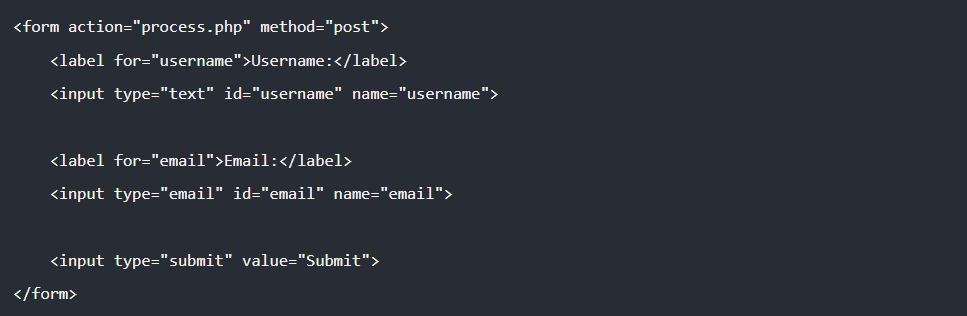 <form action="process.php" method="post">
    <label for="username">Username:</label>
    <input type="text" id="username" name="username">
    <label for="email">Email:</label>
    <input type="email" id="email" name="email">
    <input type="submit" value="Submit">
</form>